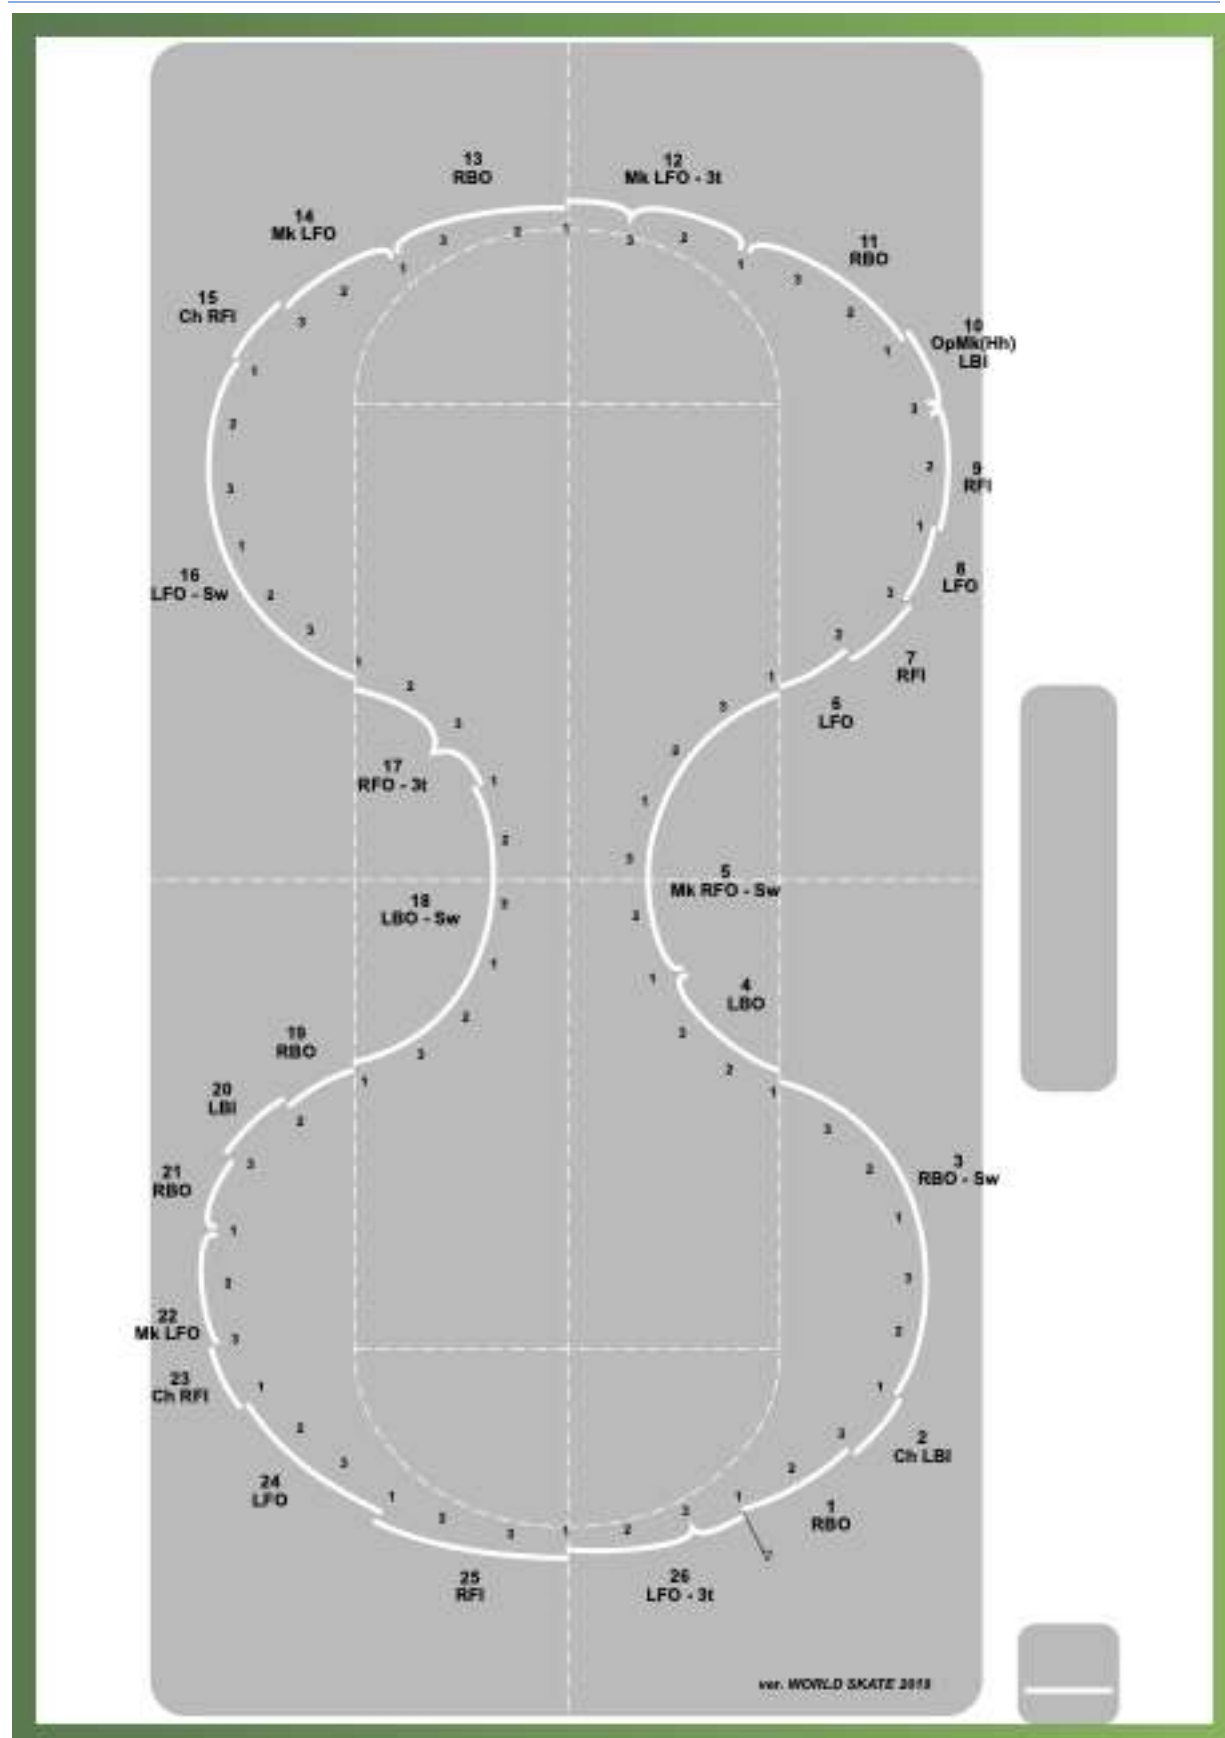 13
RBO
12
Mk LFO - 3t
14
Mk LFO
11
RBO
15
Ch RFI
10
OpMk(Hh)
LBI
9
RFI
8
LFO
16
LFO - Sw
7
RFI
6
LFO
17
RFO - 3t
5
Mk RFO - Sw
18
LBO - Sw
4
LBO
19
RBO
20
LBI
21
RBO
3
RBO - Sw
22
Mk LFO
23
Ch RFI
2
Ch LBI
24
LFO
1
RBO
25
RFI
26
LFO - 3t
ver. WORLD SKATE 2019